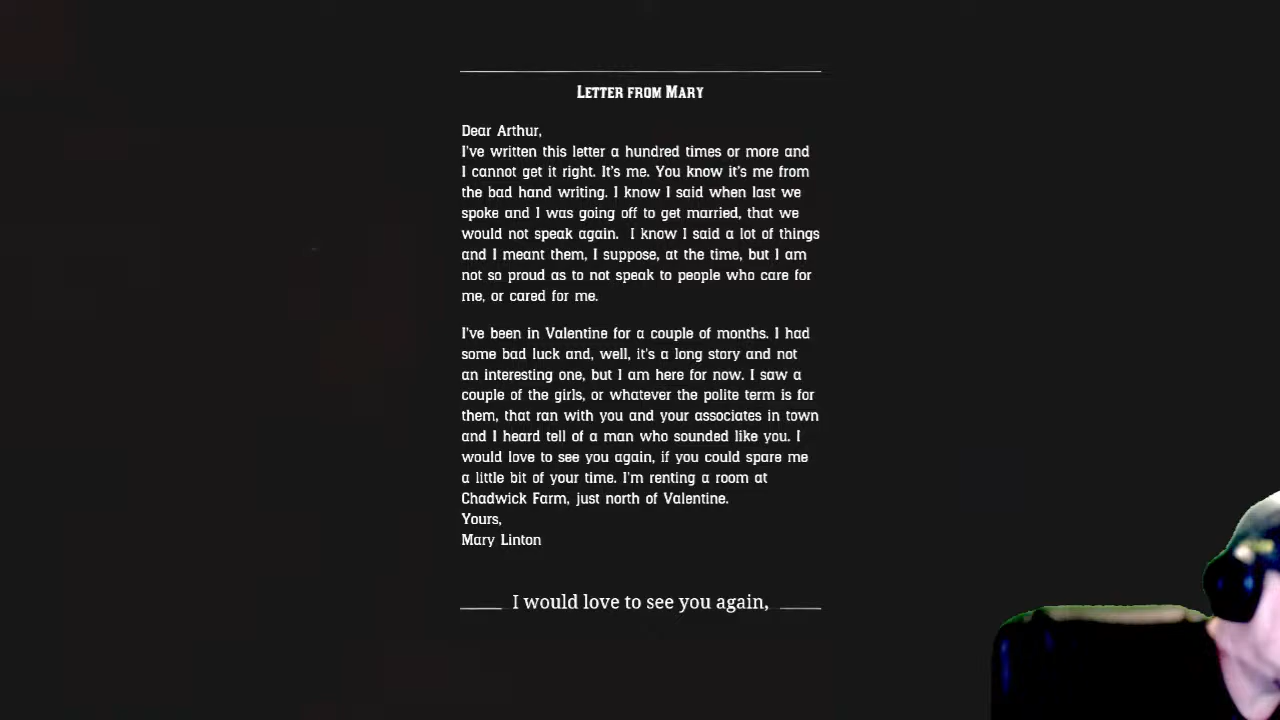 Letter from Mary
Dear Arthur,
I've written this letter a hundred times or more and
I cannot get it right. It's me. You know it's me from
the bad hand writing. I know I said when last we
spoke and I was going off to get married, that we
would not speak again.  I know I said a lot of things
and I meant them, I suppose, at the time, but I am
not so proud as to not speak to people who care for
me, or cared for me.
I've been in Valentine for a couple of months. I had
some bad luck and, well, it's a long story and not
an interesting one, but I am here for now. I saw a
couple of the girls, or whatever the polite term is for
them, that ran with you and your associates in town
and I heard tell of a man who sounded like you. I
would love to see you again, if you could spare me
a little bit of your time. I'm renting a room at
Chadwick Farm, just north of Valentine.
Yours,
Mary Linton
I would love to see you again,